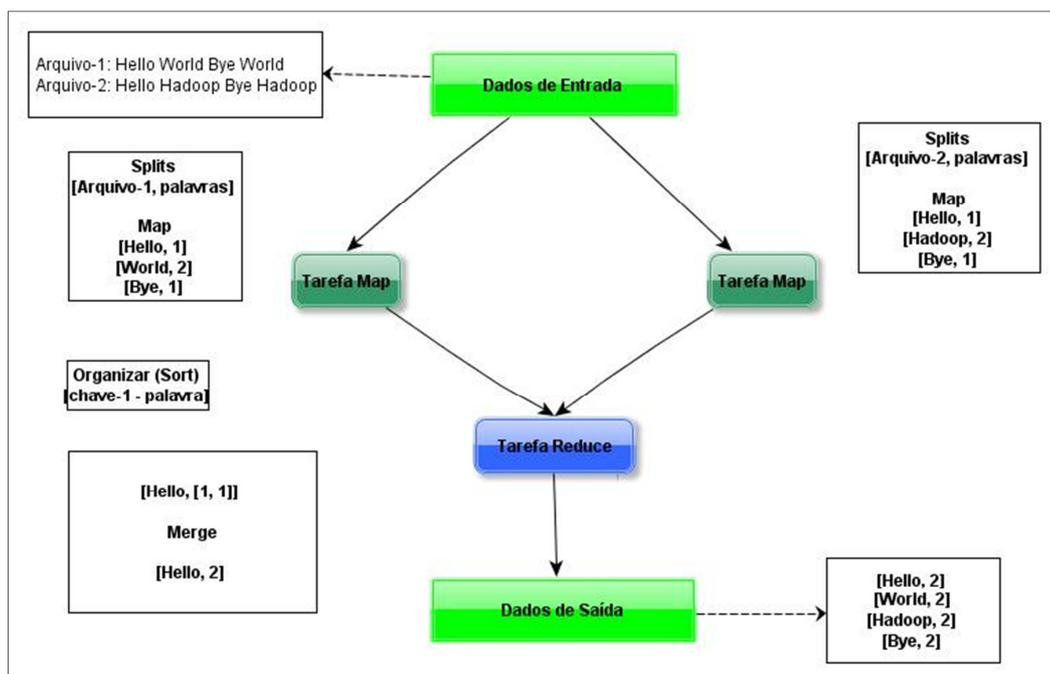 Arquivo-1: Hello World Bye World
Arquivo-2: Hello Hadoop Bye Hadoop
Dados de Entrada
Splits
[Arquivo-1, palavras]
Map
[Hello, 1]
[World, 2]
[Bye, 1]
Splits
[Arquivo-2, palavras]
Map
[Hello, 1]
[Hadoop, 2]
[Bye, 1]
Tarefa Map
Tarefa Map
Organizar (Sort)
[chave-1 - palavra]
Tarefa Reduce
[Hello, [1, 1]]
Merge
[Hello, 2]
Dados de Saída
[Hello, 2]
[World, 2]
[Hadoop, 2]
[Bye, 2]